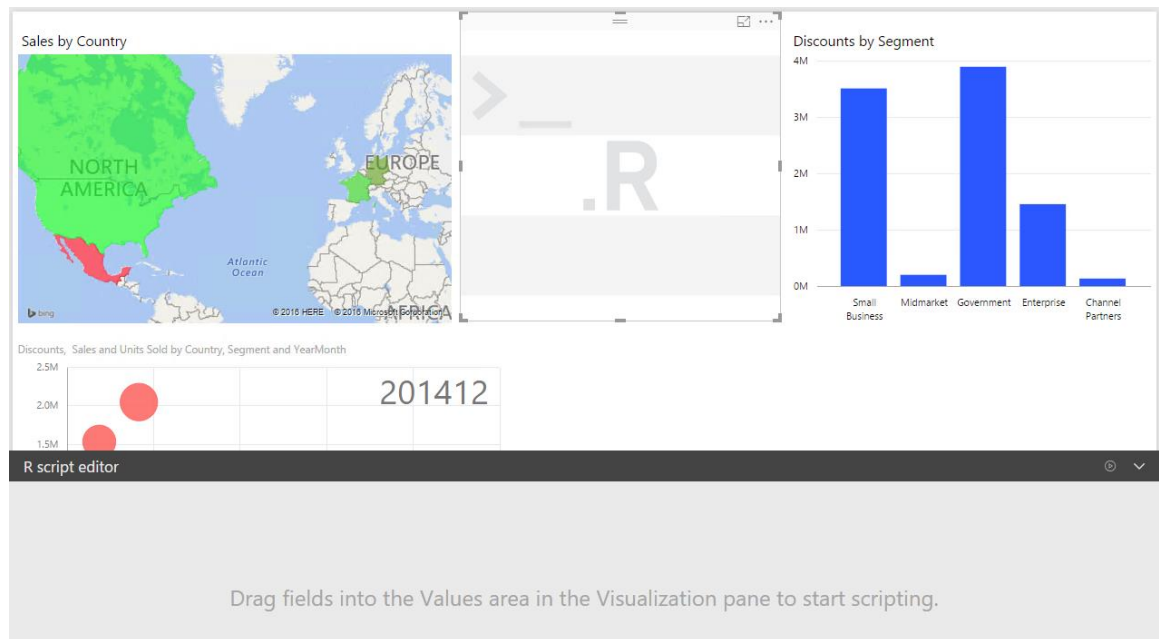 Sales by Country
NORTH
AMERICA
EUROPE
Atlantic
Ocean
AFRICA
bing
© 2016 HERE © 2016 Microsoft Corporation
>_
.R
Discounts by Segment
4M
3M
2M
1M
0M
Small
Business
Midmarket
Government
Enterprise
Channel
Partners
Discounts, Sales and Units Sold by Country, Segment and YearMonth
2.5M
2.0M
1.5M
201412
R script editor
Drag fields into the Values area in the Visualization pane to start scripting.